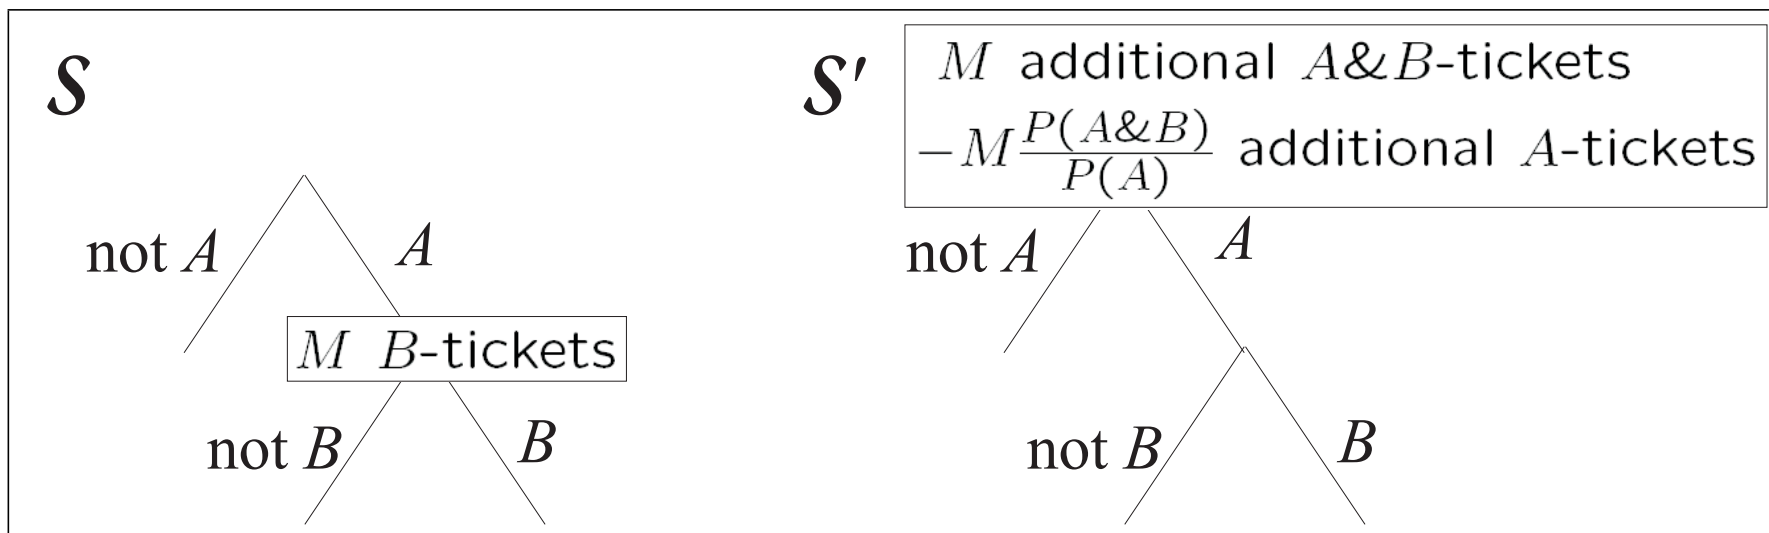 S
not A
A
M B-tickets
not B
B
S′
M additional A&B-tickets
−M P(A&B)/P(A) additional A-tickets
not A
A
not B
B